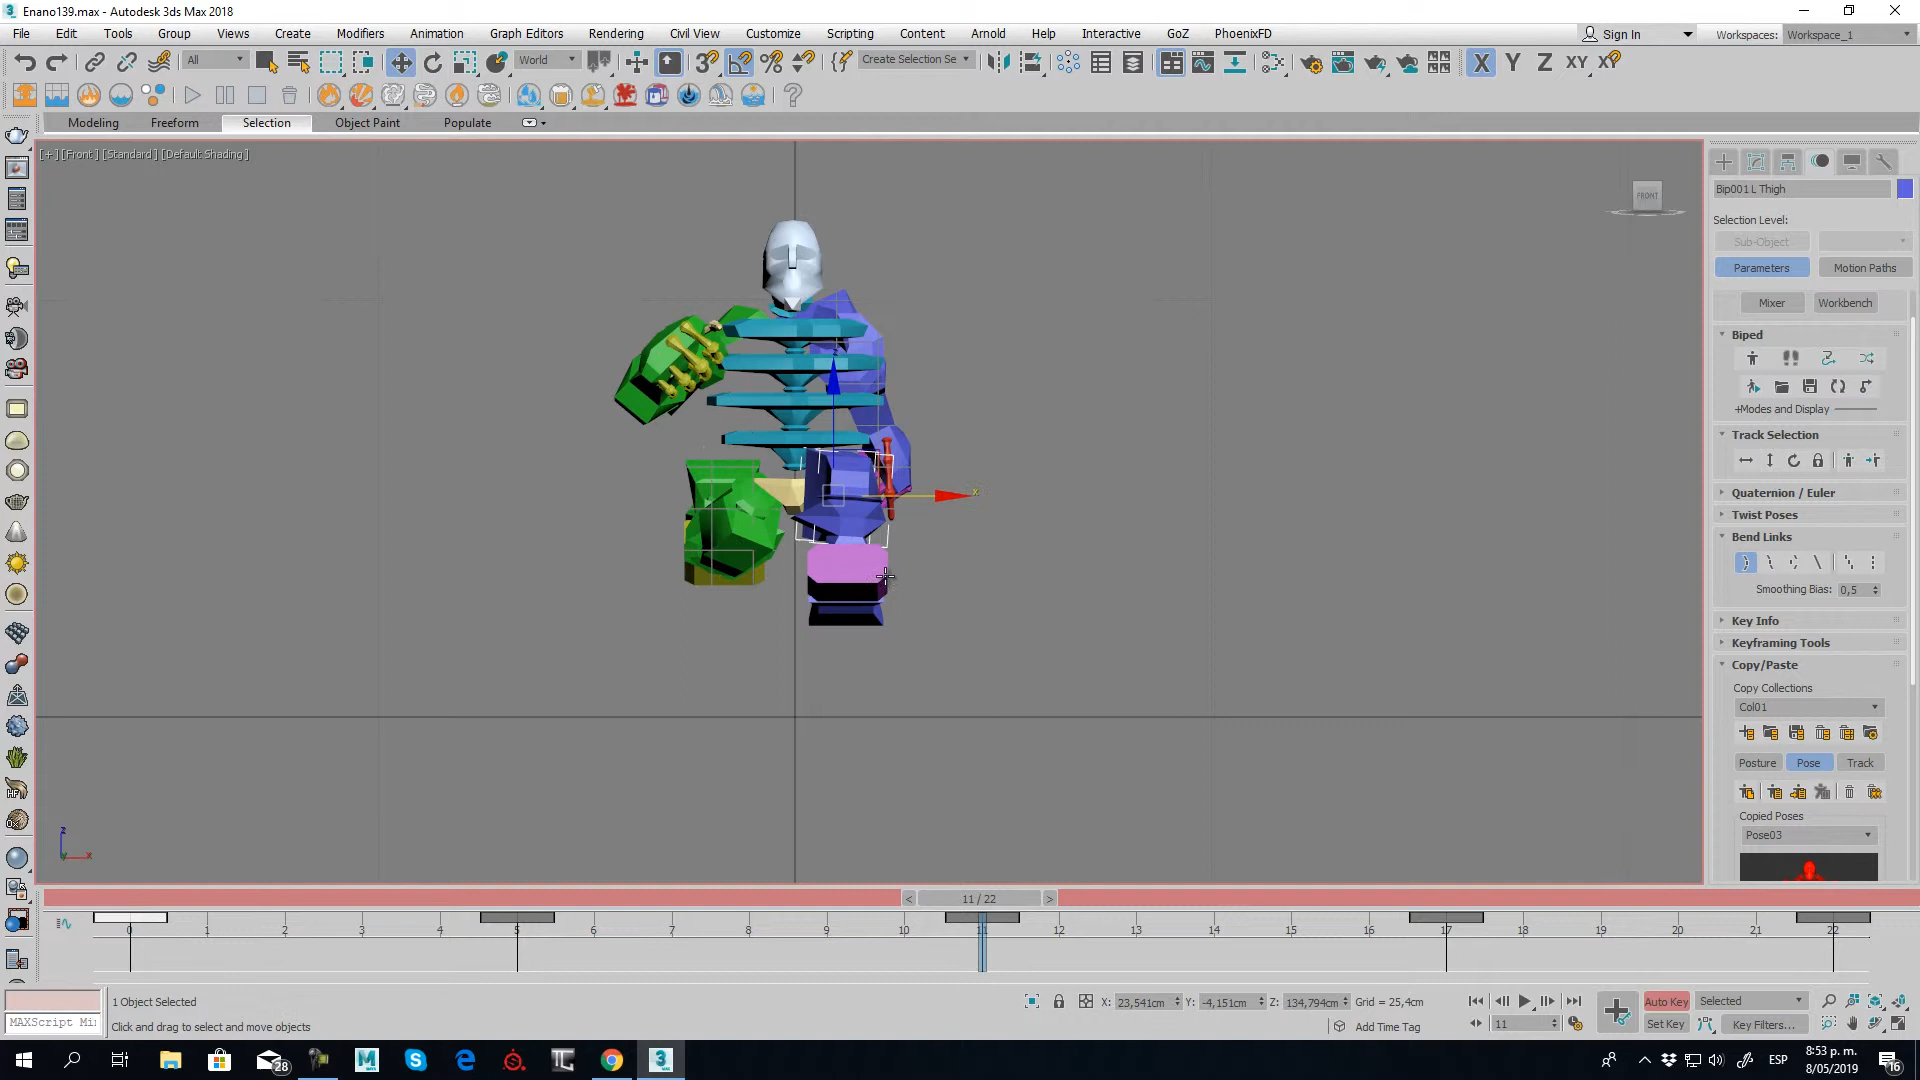 Enano139.max - Autodesk 3ds Max 2018
File Edit Tools Group Views Create Modifiers Animation Graph Editors Rendering Civil View Customize Scripting Content Arnold Help Interactive GoZ PhoenixFD
Sign In Workspaces: Workspace_1
All World Create Selection Se X Y Z XY XY
Modeling Freeform Selection Object Paint Populate
[+] [Front] [Standard] [Default Shading]
FRONT
Bip001 L Thigh
Selection Level:
Sub-Object
Parameters Motion Paths
Mixer Workbench
Biped
+Modes and Display
Track Selection
Quaternion / Euler
Twist Poses
Bend Links
Smoothing Bias: 0,5
Key Info
Keyframing Tools
Copy/Paste
Copy Collections
Col01
Posture Pose Track
Copied Poses
Pose03
z
x
z
x
< 11 / 22 >
0 1 2 3 4 5 6 7 8 9 10 11 12 13 14 15 16 17 18 19 20 21 22
1 Object Selected X: 23,541cm Y: -4,151cm Z: 134,794cm Grid = 25,4cm Auto Key Selected
MAXScript Mi Click and drag to select and move objects Add Time Tag 11 Set Key Key Filters...
28 ESP 8:53 p. m.
8/05/2019 16